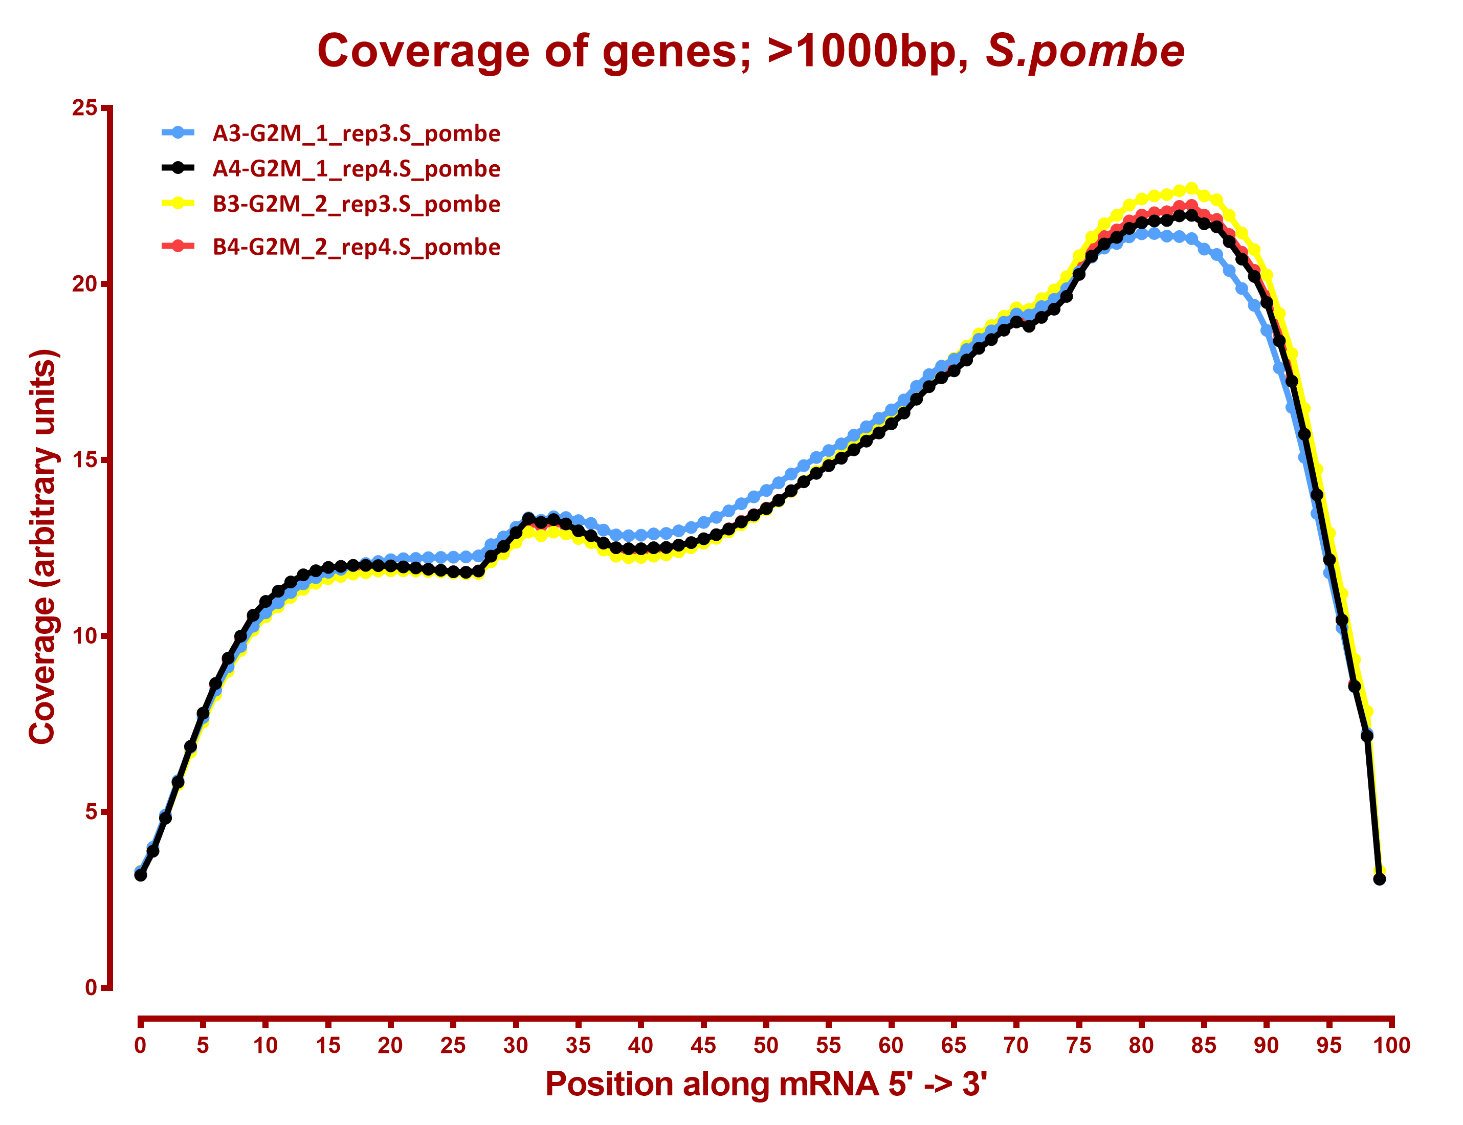 Coverage of genes; >1000bp, S.pombe
25
A3-G2M_1_rep3.S_pombe
A4-G2M_1_rep4.S_pombe
B3-G2M_2_rep3.S_pombe
B4-G2M_2_rep4.S_pombe
20
15
10
5
0
Coverage (arbitrary units)
0 5 10 15 20 25 30 35 40 45 50 55 60 65 70 75 80 85 90 95 100
Position along mRNA 5' -> 3'